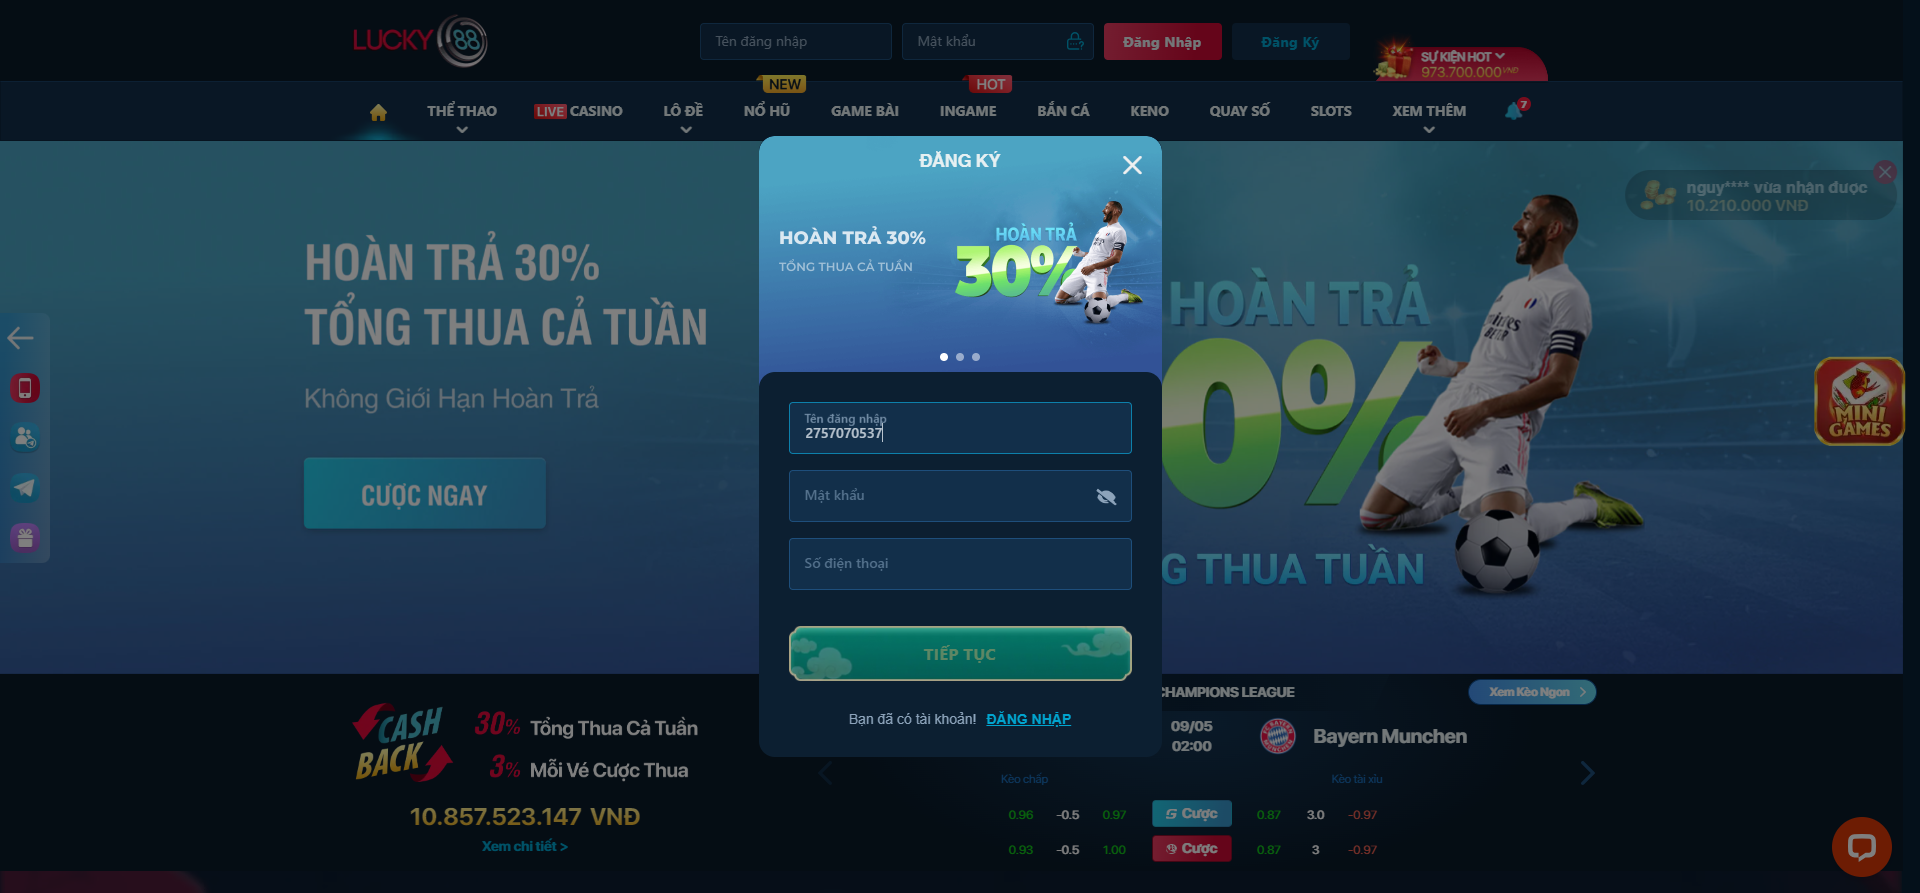 LUCKY 88
Tên đăng nhập
Mật khẩu
Đăng Nhập
Đăng Ký
SỰ KIỆN HOT
973.700.000 VNĐ
NEW
HOT
THỂ THAO
LIVE CASINO
LÔ ĐỀ
NỔ HŨ
GAME BÀI
INGAME
BẮN CÁ
KENO
QUAY SỐ
SLOTS
XEM THÊM
7
HOÀN TRẢ 30%
TỔNG THUA CẢ TUẦN
Không Giới Hạn Hoàn Trả
CƯỢC NGAY
ĐĂNG KÝ
HOÀN TRẢ 30%
TỔNG THUA CẢ TUẦN
HOÀN TRẢ
30%
Tên đăng nhập
2757070537
Mật khẩu
Số điện thoại
TIẾP TỤC
Bạn đã có tài khoản! ĐĂNG NHẬP
nguy**** vừa nhận được
10.210.000 VNĐ
HOÀN TRẢ
0%
G THUA TUẦN
MINI
GAMES
CASH
BACK
30% Tổng Thua Cả Tuần
3% Mỗi Vé Cược Thua
10.857.523.147 VNĐ
Xem chi tiết >
CHAMPIONS LEAGUE
Xem Kèo Ngon
09/05
02:00
Bayern Munchen
Kèo chấp
Kèo tài xỉu
0.96 -0.5 0.97 Cược 0.87 3.0 -0.97
0.93 -0.5 1.00 Cược 0.87 3 -0.97